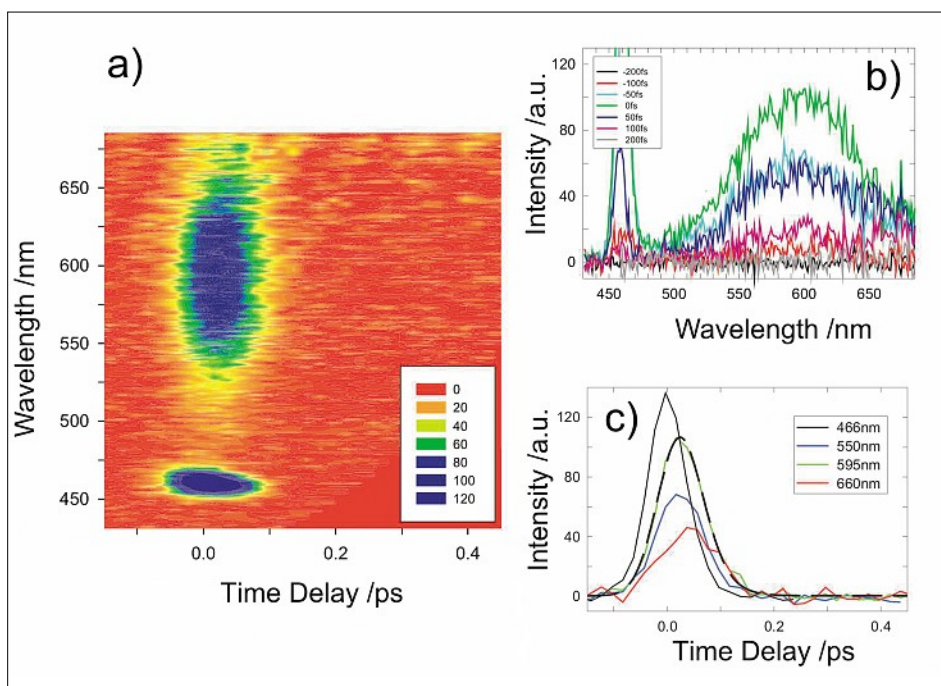 a)
Wavelength /nm
650
600
550
500
450
0
20
40
60
80
100
120
0.0
0.2
0.4
Time Delay /ps
b)
Intensity /a.u.
120
80
40
0
-200fs
-100fs
-50fs
0fs
50fs
100fs
200fs
450
500
550
600
650
Wavelength /nm
c)
Intensity /a.u.
120
80
40
0
466nm
550nm
595nm
660nm
0.0
0.2
0.4
Time Delay /ps